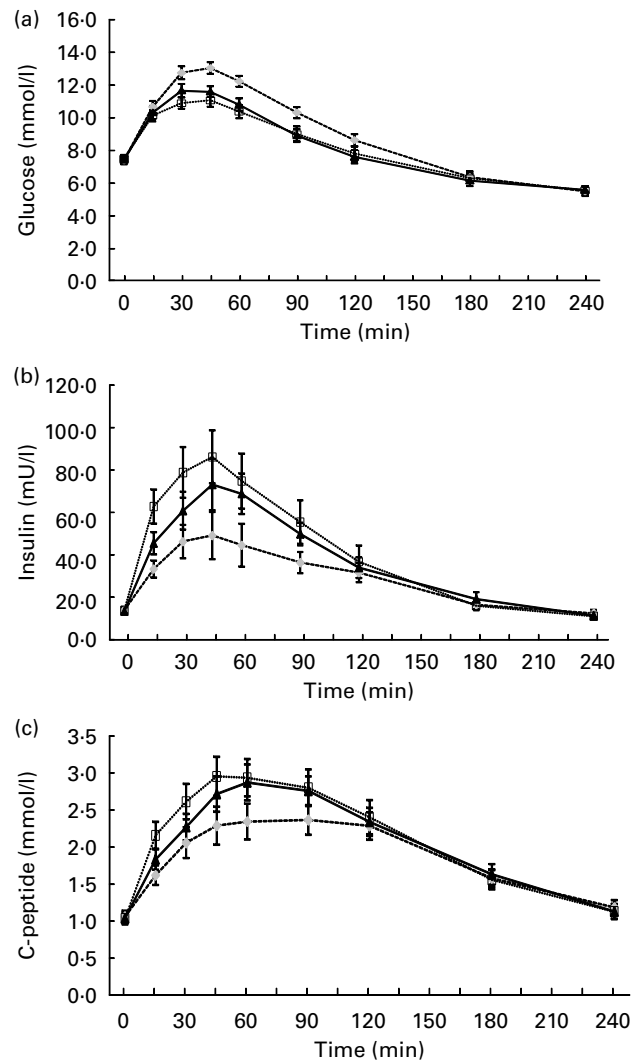 (a)
16·0
14·0
12·0
10·0
8·0
6·0
4·0
2·0
0·0
Glucose (mmol/l)
0 30 60 90 120 150 180 210 240
Time (min)
(b)
120·0
100·0
80·0
60·0
40·0
20·0
0·0
Insulin (mU/l)
0 30 60 90 120 150 180 210 240
Time (min)
(c)
3·5
3·0
2·5
2·0
1·5
1·0
0·5
0·0
C-peptide (mmol/l)
0 30 60 90 120 150 180 210 240
Time (min)